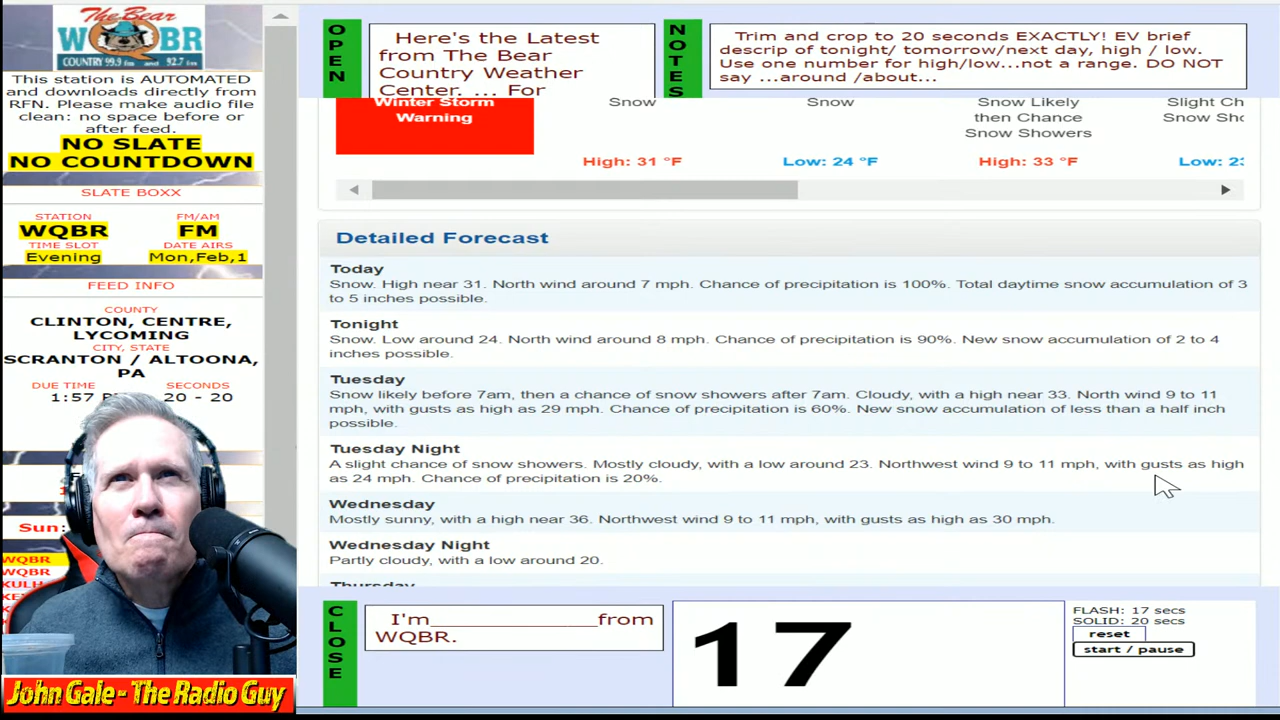 The Bear
WQBR
COUNTRY 99.9 fm and 92.7 fm
This station is AUTOMATED
and downloads directly from
RFN. Please make audio file
clean: no space before or
after feed.
NO SLATE
NO COUNTDOWN
SLATE BOXX
STATION FM/AM
WQBR FM
TIME SLOT DATE AIRS
Evening Mon,Feb,1
FEED INFO
COUNTY
CLINTON, CENTRE,
LYCOMING
CITY, STATE
SCRANTON / ALTOONA,
PA
DUE TIME SECONDS
1:57 20 - 20
Sun:
WQBR
WQBR
John Gale - The Radio Guy
OPEN
Here's the Latest
from The Bear
Country Weather
Center. ... For
NOTES
Trim and crop to 20 seconds EXACTLY! EV brief
descrip of tonight/ tomorrow/next day, high / low.
Use one number for high/low...not a range. DO NOT
say ...around /about...
Winter Storm
Warning
Snow
High: 31 °F
Snow
Low: 24 °F
Snow Likely
then Chance
Snow Showers
High: 33 °F
Slight Ch
Snow Sho
Low: 23
Detailed Forecast
Today
Snow. High near 31. North wind around 7 mph. Chance of precipitation is 100%. Total daytime snow accumulation of 3
to 5 inches possible.
Tonight
Snow. Low around 24. North wind around 8 mph. Chance of precipitation is 90%. New snow accumulation of 2 to 4
inches possible.
Tuesday
Snow likely before 7am, then a chance of snow showers after 7am. Cloudy, with a high near 33. North wind 9 to 11
mph, with gusts as high as 29 mph. Chance of precipitation is 60%. New snow accumulation of less than a half inch
possible.
Tuesday Night
A slight chance of snow showers. Mostly cloudy, with a low around 23. Northwest wind 9 to 11 mph, with gusts as high
as 24 mph. Chance of precipitation is 20%.
Wednesday
Mostly sunny, with a high near 36. Northwest wind 9 to 11 mph, with gusts as high as 30 mph.
Wednesday Night
Partly cloudy, with a low around 20.
Thursday
CLOSE
I'm______________from
WQBR.
17
FLASH: 17 secs
SOLID: 20 secs
reset
start / pause